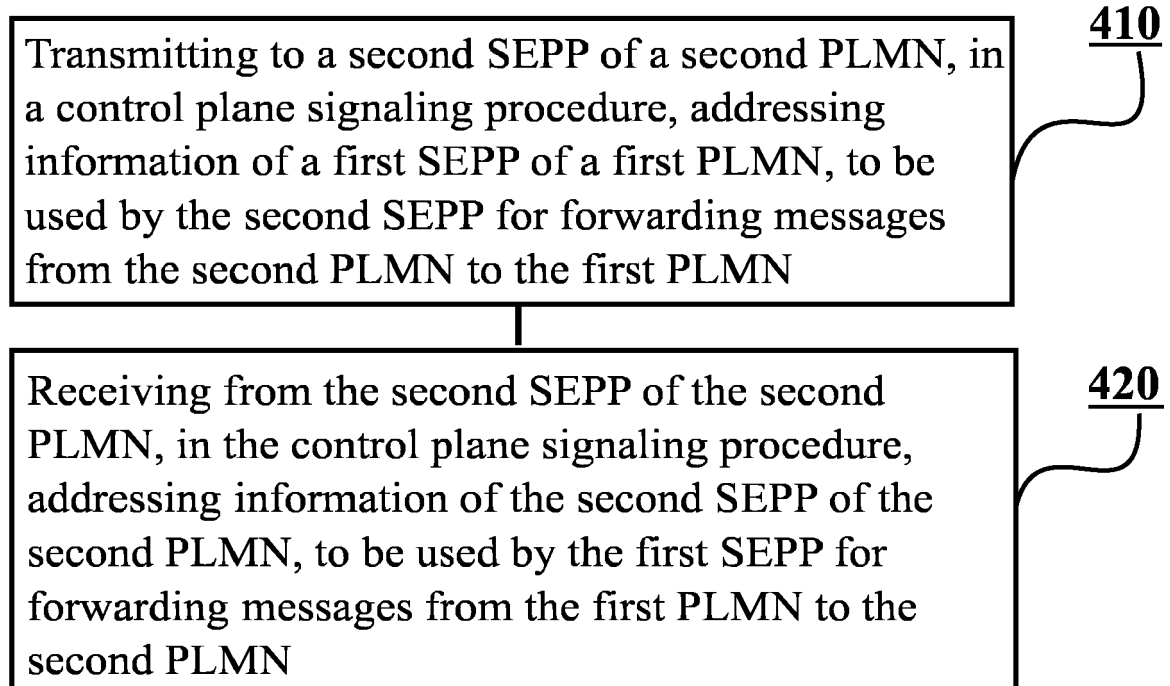 410
Transmitting to a second SEPP of a second PLMN, in
a control plane signaling procedure, addressing
information of a first SEPP of a first PLMN, to be
used by the second SEPP for forwarding messages
from the second PLMN to the first PLMN
420
Receiving from the second SEPP of the second
PLMN, in the control plane signaling procedure,
addressing information of the second SEPP of the
second PLMN, to be used by the first SEPP for
forwarding messages from the first PLMN to the
second PLMN